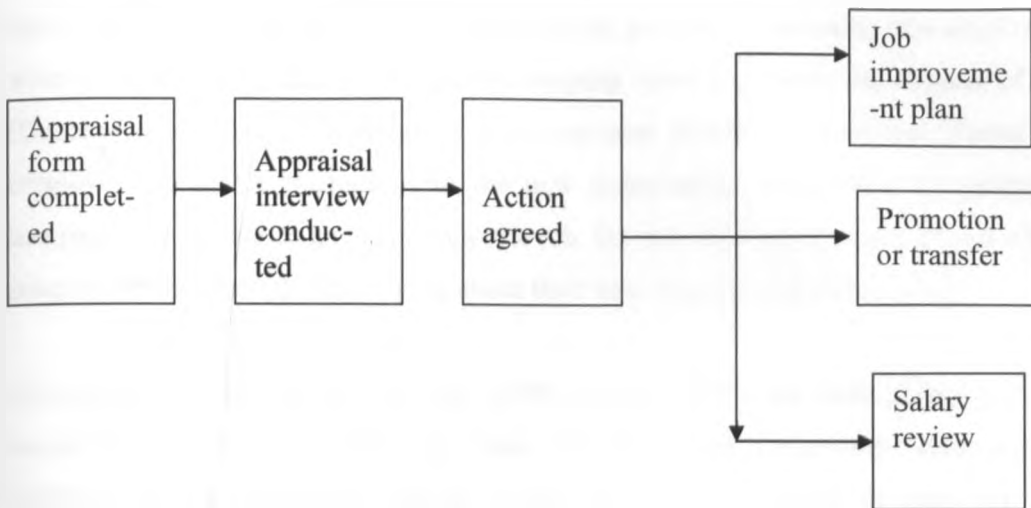 Appraisal
form
complet-
ed
Appraisal
interview
conduc-
ted
Action
agreed
Job
improveme
-nt plan
Promotion
or transfer
Salary
review